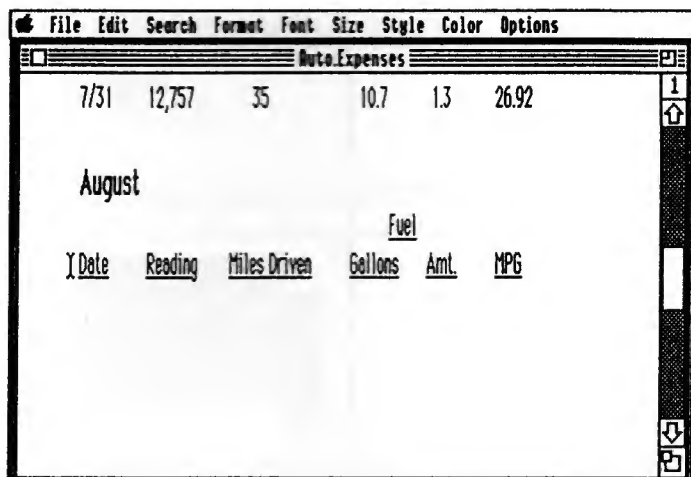 File Edit Search Format Font Size Style Color Options
Auto.Expenses
1
7/31 12,757 35 10.7 1.3 26.92
August
Fuel
Date Reading Miles Driven Gallons Amt. MPG